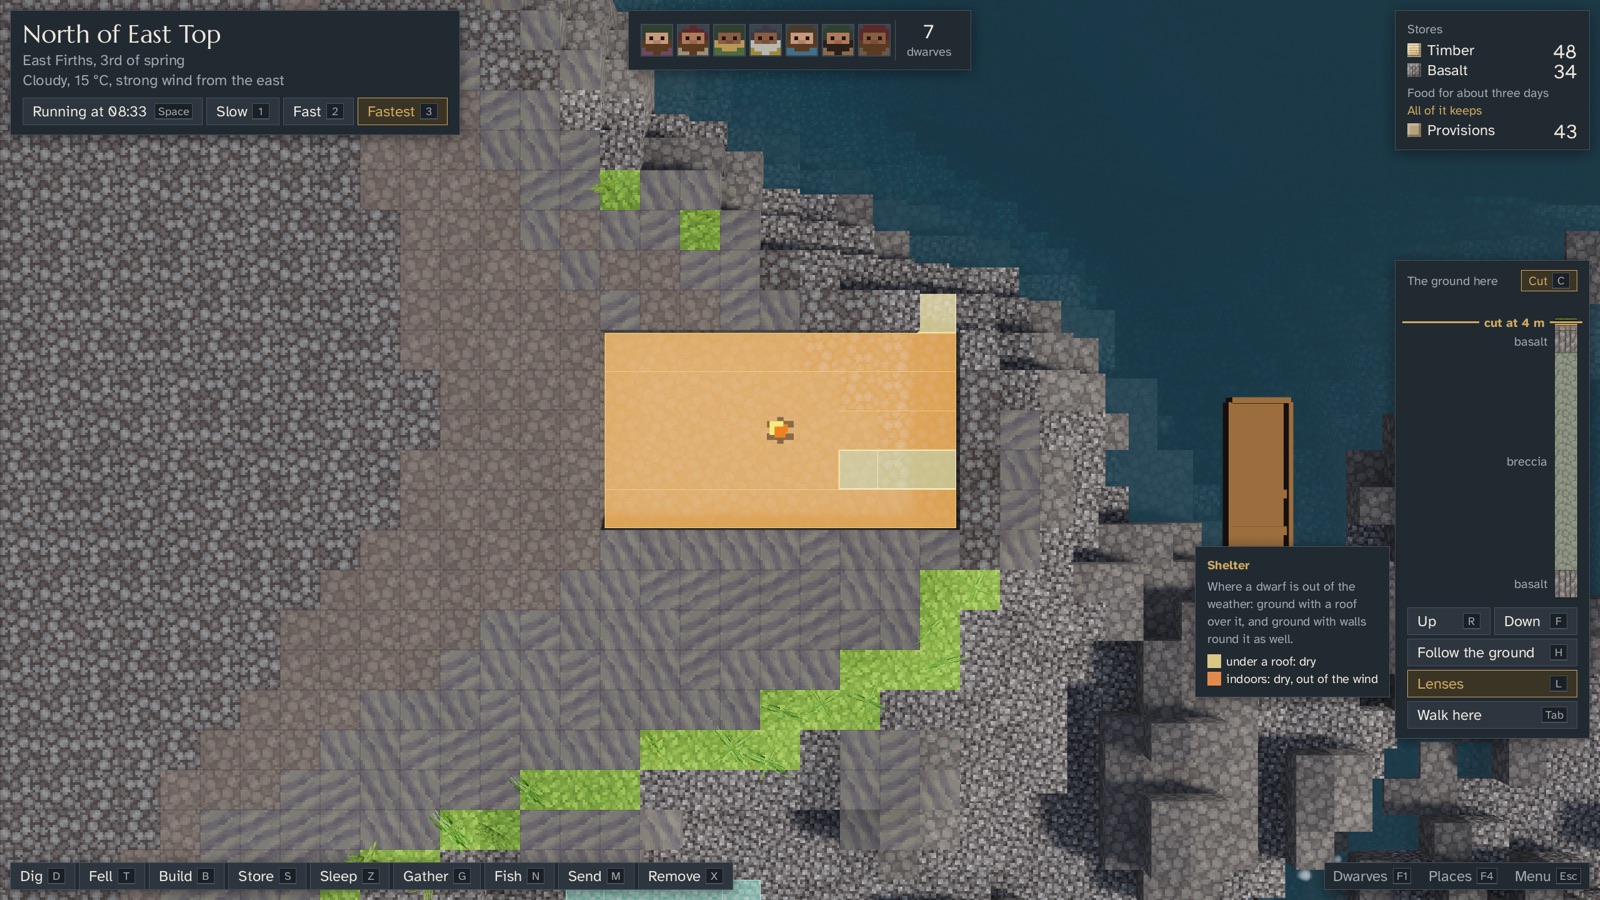 North of East Top
East Firths, 3rd of spring
Cloudy, 15 °C, strong wind from the east
Running at 08:33 Space
Slow 1
Fast 2
Fastest 3
7
dwarves
Stores
Timber 48
Basalt 34
Food for about three days
All of it keeps
Provisions 43
The ground here
Cut C
cut at 4 m
basalt
breccia
basalt
Up R
Down F
Follow the ground H
Lenses L
Walk here Tab
Shelter
Where a dwarf is out of the
weather: ground with a roof
over it, and ground with walls
round it as well.
under a roof: dry
indoors: dry, out of the wind
Dig D
Fell T
Build B
Store S
Sleep Z
Gather G
Fish N
Send M
Remove X
Dwarves F1
Places F4
Menu Esc